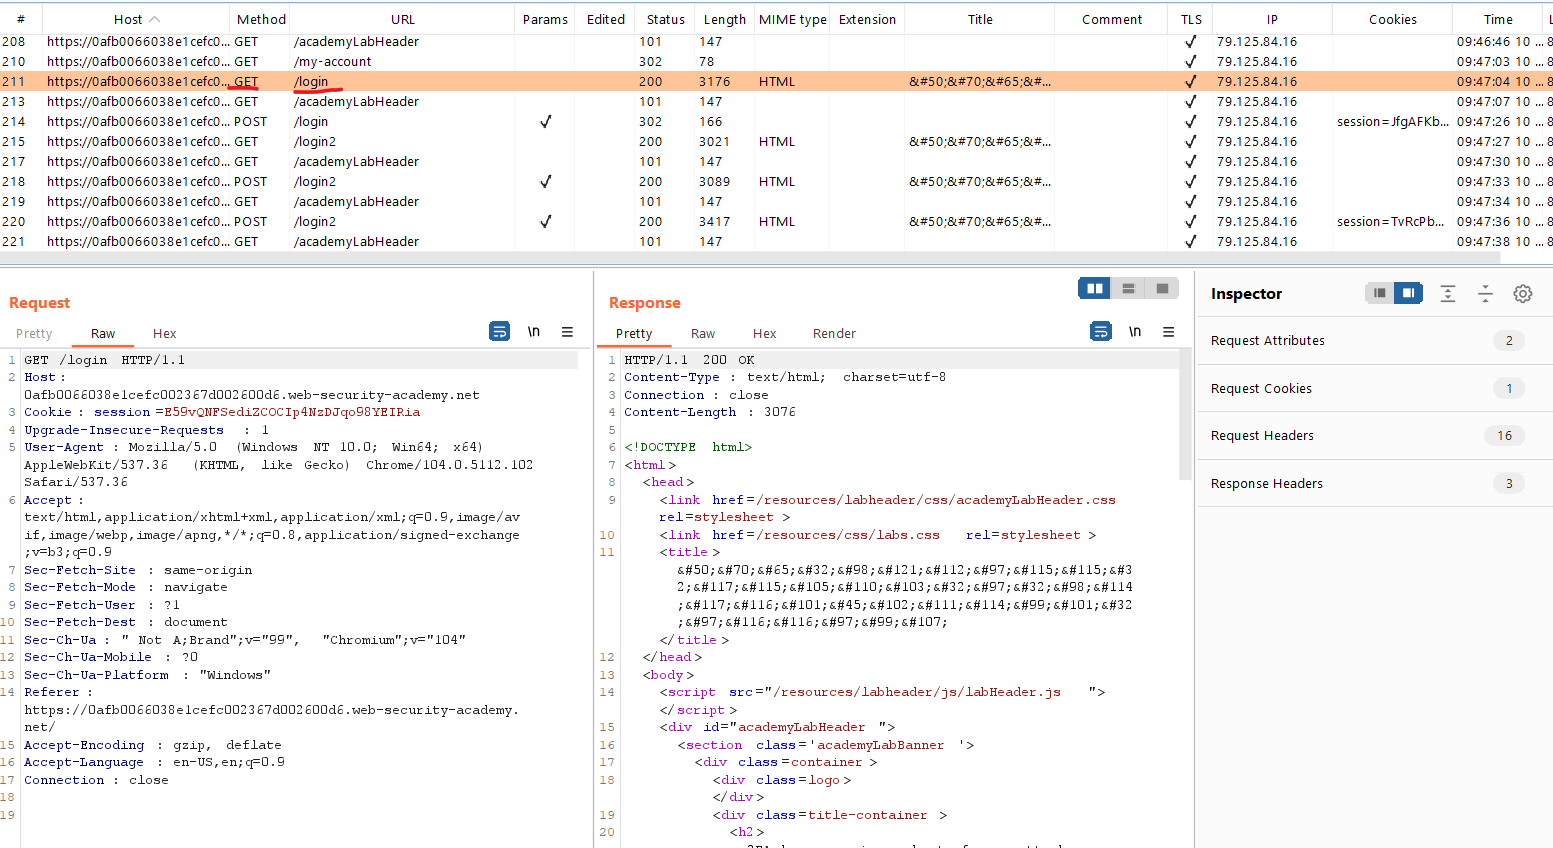 # Host Method URL Params Edited Status Length MIME type Extension Title Comment TLS IP Cookies Time L
208 https://0afb0066038e1cefc0... GET /academyLabHeader 101 147 ✓ 79.125.84.16 09:46:46 10 ... 8
210 https://0afb0066038e1cefc0... GET /my-account 302 78 ✓ 79.125.84.16 09:47:03 10 ... 8
211 https://0afb0066038e1cefc0... GET /login 200 3176 HTML &#50;&#70;&#65;&#... ✓ 79.125.84.16 09:47:04 10 ... 8
213 https://0afb0066038e1cefc0... GET /academyLabHeader 101 147 ✓ 79.125.84.16 09:47:07 10 ... 8
214 https://0afb0066038e1cefc0... POST /login ✓ 302 166 ✓ 79.125.84.16 session=JfgAFKb... 09:47:26 10 ... 8
215 https://0afb0066038e1cefc0... GET /login2 200 3021 HTML &#50;&#70;&#65;&#... ✓ 79.125.84.16 09:47:27 10 ... 8
217 https://0afb0066038e1cefc0... GET /academyLabHeader 101 147 ✓ 79.125.84.16 09:47:30 10 ... 8
218 https://0afb0066038e1cefc0... POST /login2 ✓ 200 3089 HTML &#50;&#70;&#65;&#... ✓ 79.125.84.16 09:47:33 10 ... 8
219 https://0afb0066038e1cefc0... GET /academyLabHeader 101 147 ✓ 79.125.84.16 09:47:34 10 ... 8
220 https://0afb0066038e1cefc0... POST /login2 ✓ 200 3417 HTML &#50;&#70;&#65;&#... ✓ 79.125.84.16 session=TvRcPb... 09:47:36 10 ... 8
221 https://0afb0066038e1cefc0... GET /academyLabHeader 101 147 ✓ 79.125.84.16 09:47:38 10 ... 8
Request
Pretty Raw Hex \n
1 GET /login HTTP/1.1
2 Host :
0afb0066038e1cefc002367d002600d6.web-security-academy.net
3 Cookie : session =E59vQNFSediZCOCIp4NzDJqo98YEIRia
4 Upgrade-Insecure-Requests : 1
5 User-Agent : Mozilla/5.0 (Windows NT 10.0; Win64; x64)
AppleWebKit/537.36 (KHTML, like Gecko) Chrome/104.0.5112.102
Safari/537.36
6 Accept :
text/html,application/xhtml+xml,application/xml;q=0.9,image/av
if,image/webp,image/apng,*/*;q=0.8,application/signed-exchange
;v=b3;q=0.9
7 Sec-Fetch-Site : same-origin
8 Sec-Fetch-Mode : navigate
9 Sec-Fetch-User : ?1
10 Sec-Fetch-Dest : document
11 Sec-Ch-Ua : " Not A;Brand";v="99", "Chromium";v="104"
12 Sec-Ch-Ua-Mobile : ?0
13 Sec-Ch-Ua-Platform : "Windows"
14 Referer :
https://0afb0066038e1cefc002367d002600d6.web-security-academy.
net/
15 Accept-Encoding : gzip, deflate
16 Accept-Language : en-US,en;q=0.9
17 Connection : close
18
19
Response
Pretty Raw Hex Render \n
1 HTTP/1.1 200 OK
2 Content-Type : text/html; charset=utf-8
3 Connection : close
4 Content-Length : 3076
5
6 <!DOCTYPE html>
7 <html >
8 <head >
9 <link href =/resources/labheader/css/academyLabHeader.css
rel=stylesheet >
10 <link href =/resources/css/labs.css rel=stylesheet >
11 <title >
&#50;&#70;&#65;&#32;&#98;&#121;&#112;&#97;&#115;&#115;&#3
2;&#117;&#115;&#105;&#110;&#103;&#32;&#97;&#32;&#98;&#114
;&#117;&#116;&#101;&#45;&#102;&#111;&#114;&#99;&#101;&#32
;&#97;&#116;&#116;&#97;&#99;&#107;
</title >
12 </head >
13 <body >
14 <script src ="/resources/labheader/js/labHeader.js ">
</script >
15 <div id="academyLabHeader ">
16 <section class ='academyLabBanner '>
17 <div class =container >
18 <div class =logo >
</div >
19 <div class =title-container >
20 <h2 >
Inspector
Request Attributes 2
Request Cookies 1
Request Headers 16
Response Headers 3